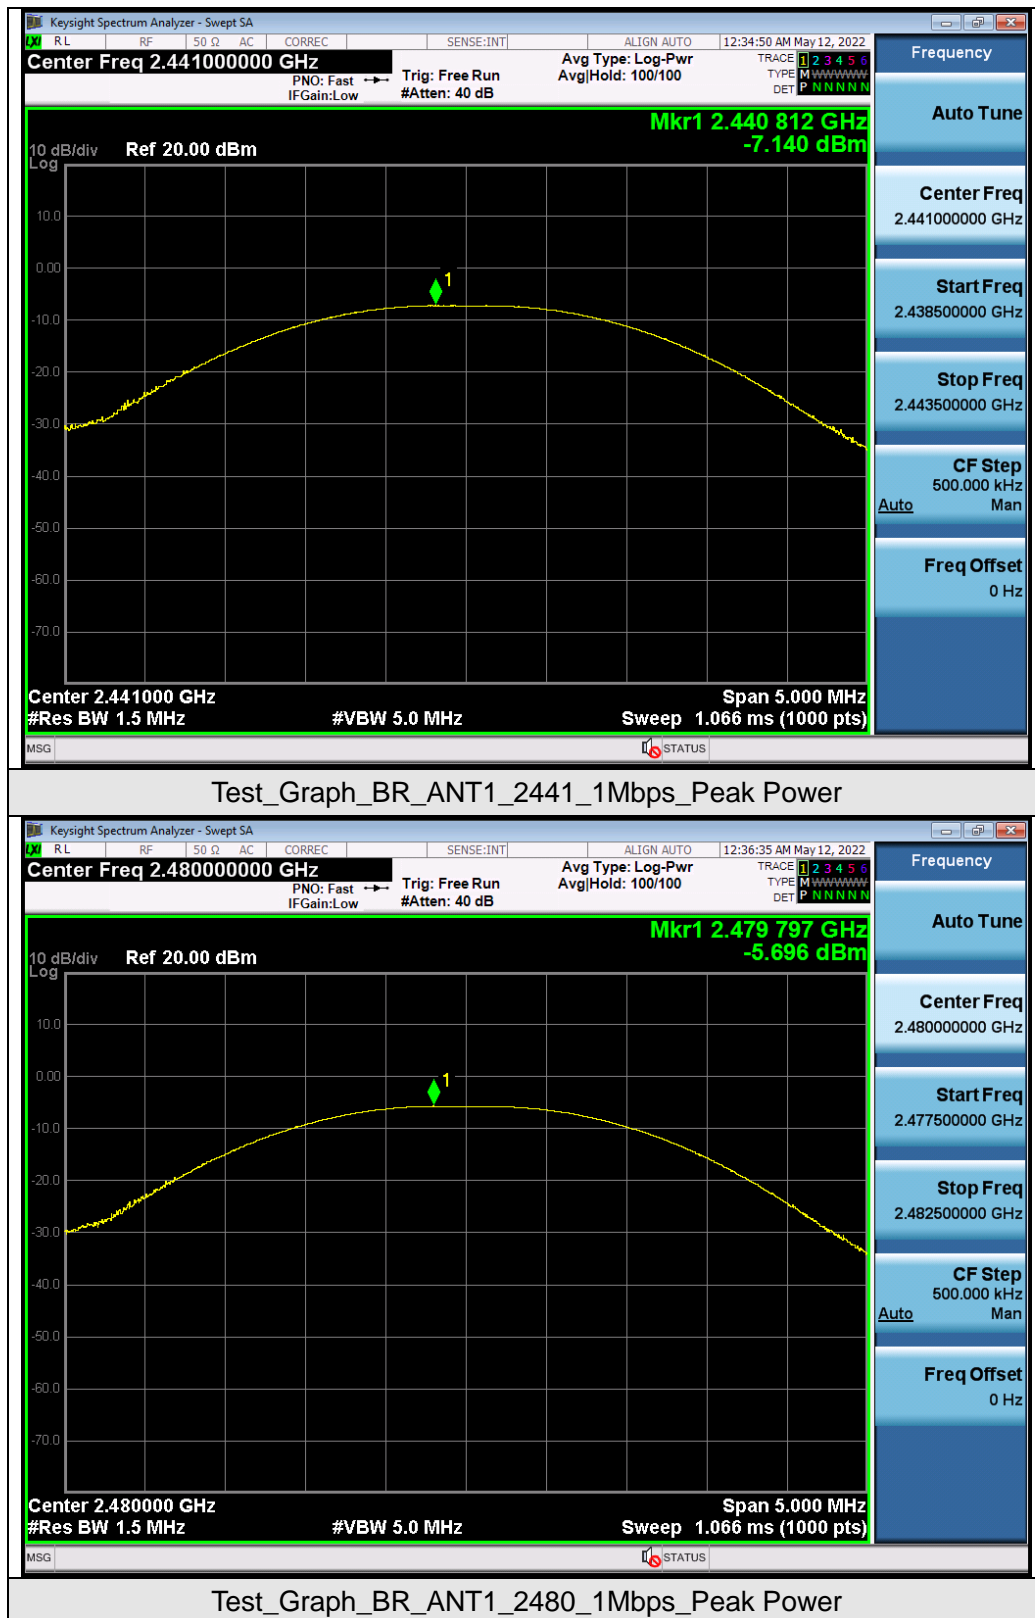 Keysight Spectrum Analyzer - Swept SA
LXI RL RF 50 Ω AC CORREC SENSE:INT ALIGN AUTO 12:34:50 AM May 12, 2022
Center Freq 2.441000000 GHz
PNO: Fast
IFGain:Low
Trig: Free Run
#Atten: 40 dB
Avg Type: Log-Pwr
Avg|Hold: 100/100
TRACE 1 2 3 4 5 6
TYPE M WWWWW
DET P N N N N N
Mkr1 2.440 812 GHz
-7.140 dBm
10 dB/div Ref 20.00 dBm
Log
10.0
0.00
1
-10.0
-20.0
-30.0
-40.0
-50.0
-60.0
-70.0
Center 2.441000 GHz Span 5.000 MHz
#Res BW 1.5 MHz #VBW 5.0 MHz Sweep 1.066 ms (1000 pts)
MSG STATUS
Frequency
Auto Tune
Center Freq
2.441000000 GHz
Start Freq
2.438500000 GHz
Stop Freq
2.443500000 GHz
CF Step
500.000 kHz
Auto Man
Freq Offset
0 Hz
Test_Graph_BR_ANT1_2441_1Mbps_Peak Power
Keysight Spectrum Analyzer - Swept SA
LXI RL RF 50 Ω AC CORREC SENSE:INT ALIGN AUTO 12:36:35 AM May 12, 2022
Center Freq 2.480000000 GHz
PNO: Fast
IFGain:Low
Trig: Free Run
#Atten: 40 dB
Avg Type: Log-Pwr
Avg|Hold: 100/100
TRACE 1 2 3 4 5 6
TYPE M WWWWW
DET P N N N N N
Mkr1 2.479 797 GHz
-5.696 dBm
10 dB/div Ref 20.00 dBm
Log
10.0
0.00
1
-10.0
-20.0
-30.0
-40.0
-50.0
-60.0
-70.0
Center 2.480000 GHz Span 5.000 MHz
#Res BW 1.5 MHz #VBW 5.0 MHz Sweep 1.066 ms (1000 pts)
MSG STATUS
Frequency
Auto Tune
Center Freq
2.480000000 GHz
Start Freq
2.477500000 GHz
Stop Freq
2.482500000 GHz
CF Step
500.000 kHz
Auto Man
Freq Offset
0 Hz
Test_Graph_BR_ANT1_2480_1Mbps_Peak Power